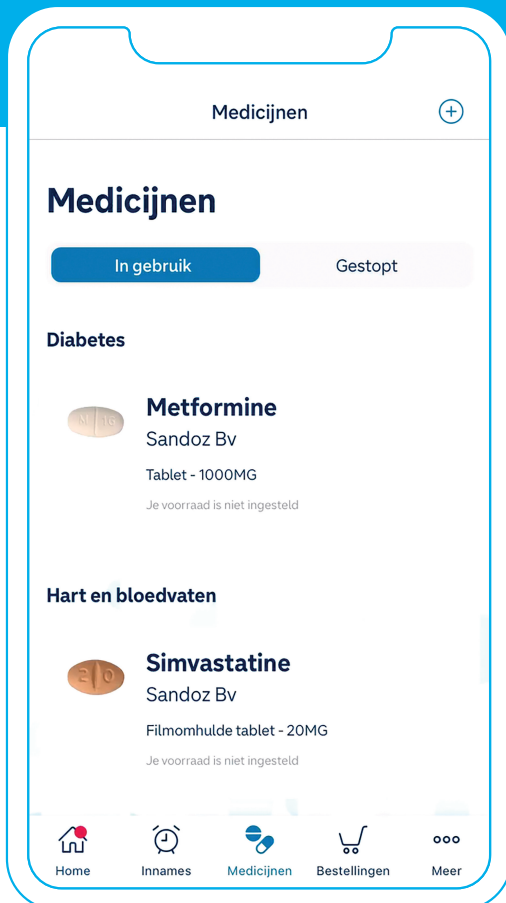 Medicijnen
Medicijnen
In gebruik
Gestopt
Diabetes
Metformine
Sandoz Bv
Tablet - 1000MG
Je voorraad is niet ingesteld
Hart en bloedvaten
20
Simvastatine
Sandoz Bv
Filmomhulde tablet - 20MG
Je voorraad is niet ingesteld
Home
Innames
Medicijnen
Bestellingen
Meer